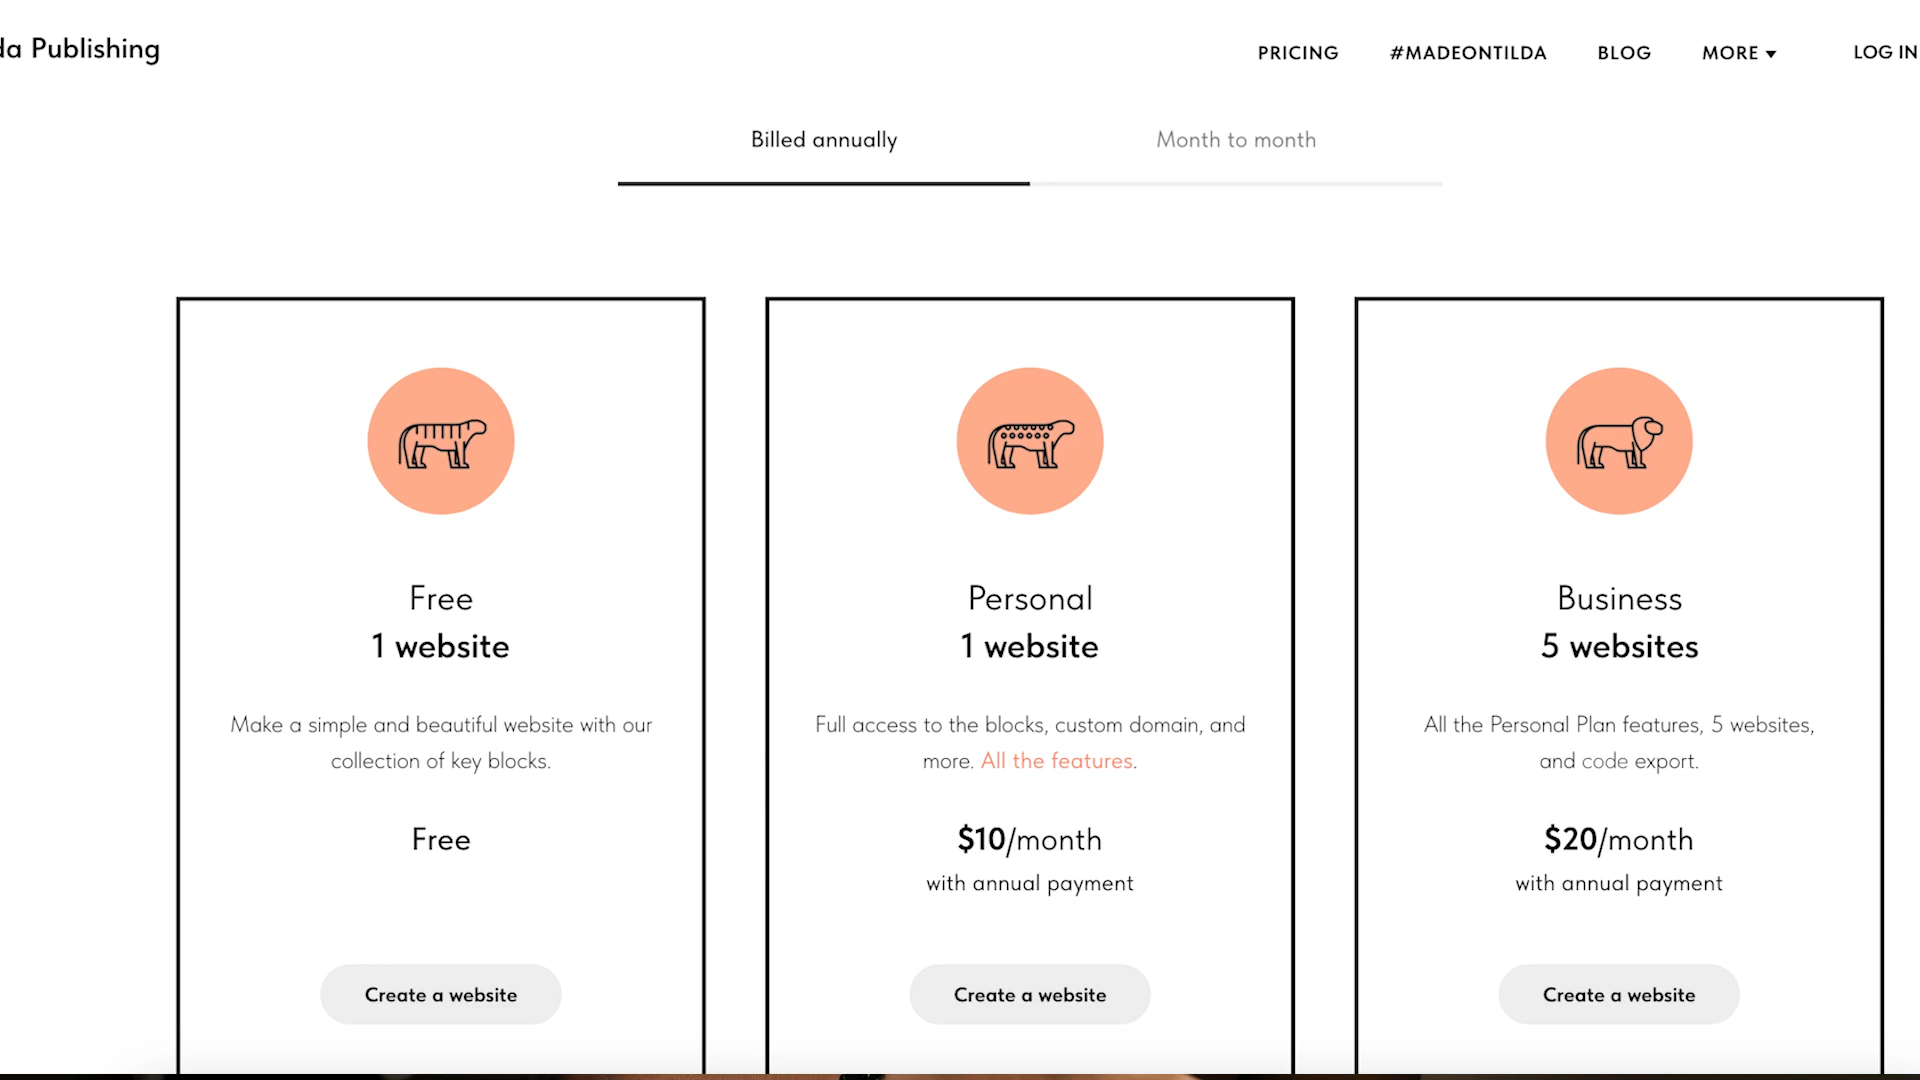 da Publishing
PRICING
#MADEONTILDA
BLOG
MORE
LOG IN
Billed annually
Month to month
Free
1 website
Make a simple and beautiful website with our
collection of key blocks.
Free
Create a website
Personal
1 website
Full access to the blocks, custom domain, and
more. All the features.
$10/month
with annual payment
Create a website
Business
5 websites
All the Personal Plan features, 5 websites,
and code export.
$20/month
with annual payment
Create a website